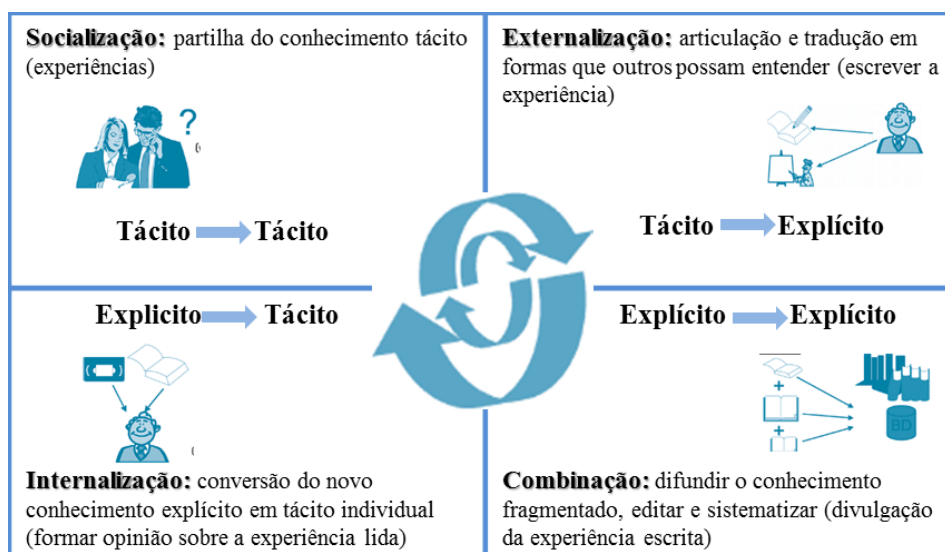 Socialização: partilha do conhecimento tácito
(experiências)
?
Tácito Tácito
Externalização: articulação e tradução em
formas que outros possam entender (escrever a
experiência)
Tácito Explícito
Explicito Tácito
Internalização: conversão do novo
conhecimento explícito em tácito individual
(formar opinião sobre a experiência lida)
Explícito Explícito
+
+
BD
Combinação: difundir o conhecimento
fragmentado, editar e sistematizar (divulgação
da experiência escrita)